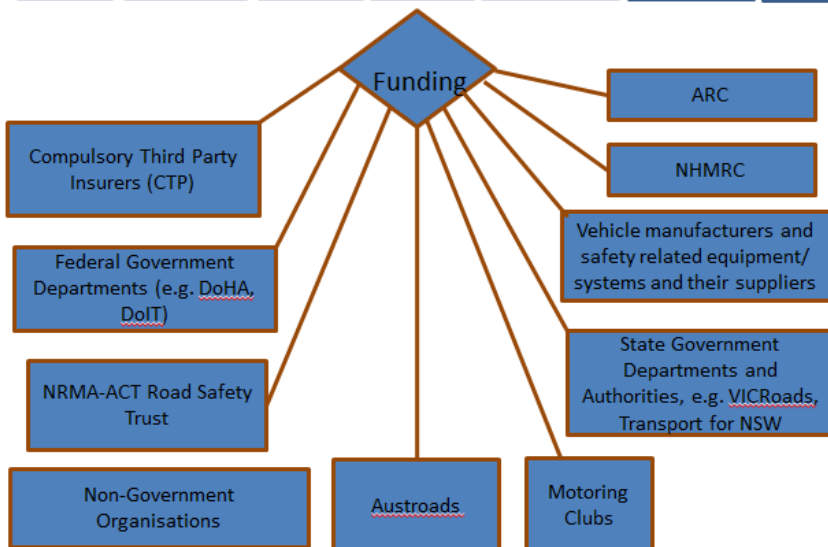 Funding
ARC
Compulsory Third Party
Insurers (CTP)
NHMRC
Vehicle manufacturers and
safety related equipment/
systems and their suppliers
Federal Government
Departments (e.g. DoHA,
DoIT)
State Government
Departments and
Authorities, e.g. VICRoads,
Transport for NSW
NRMA-ACT Road Safety
Trust
Non-Government
Organisations
Austroads
Motoring
Clubs